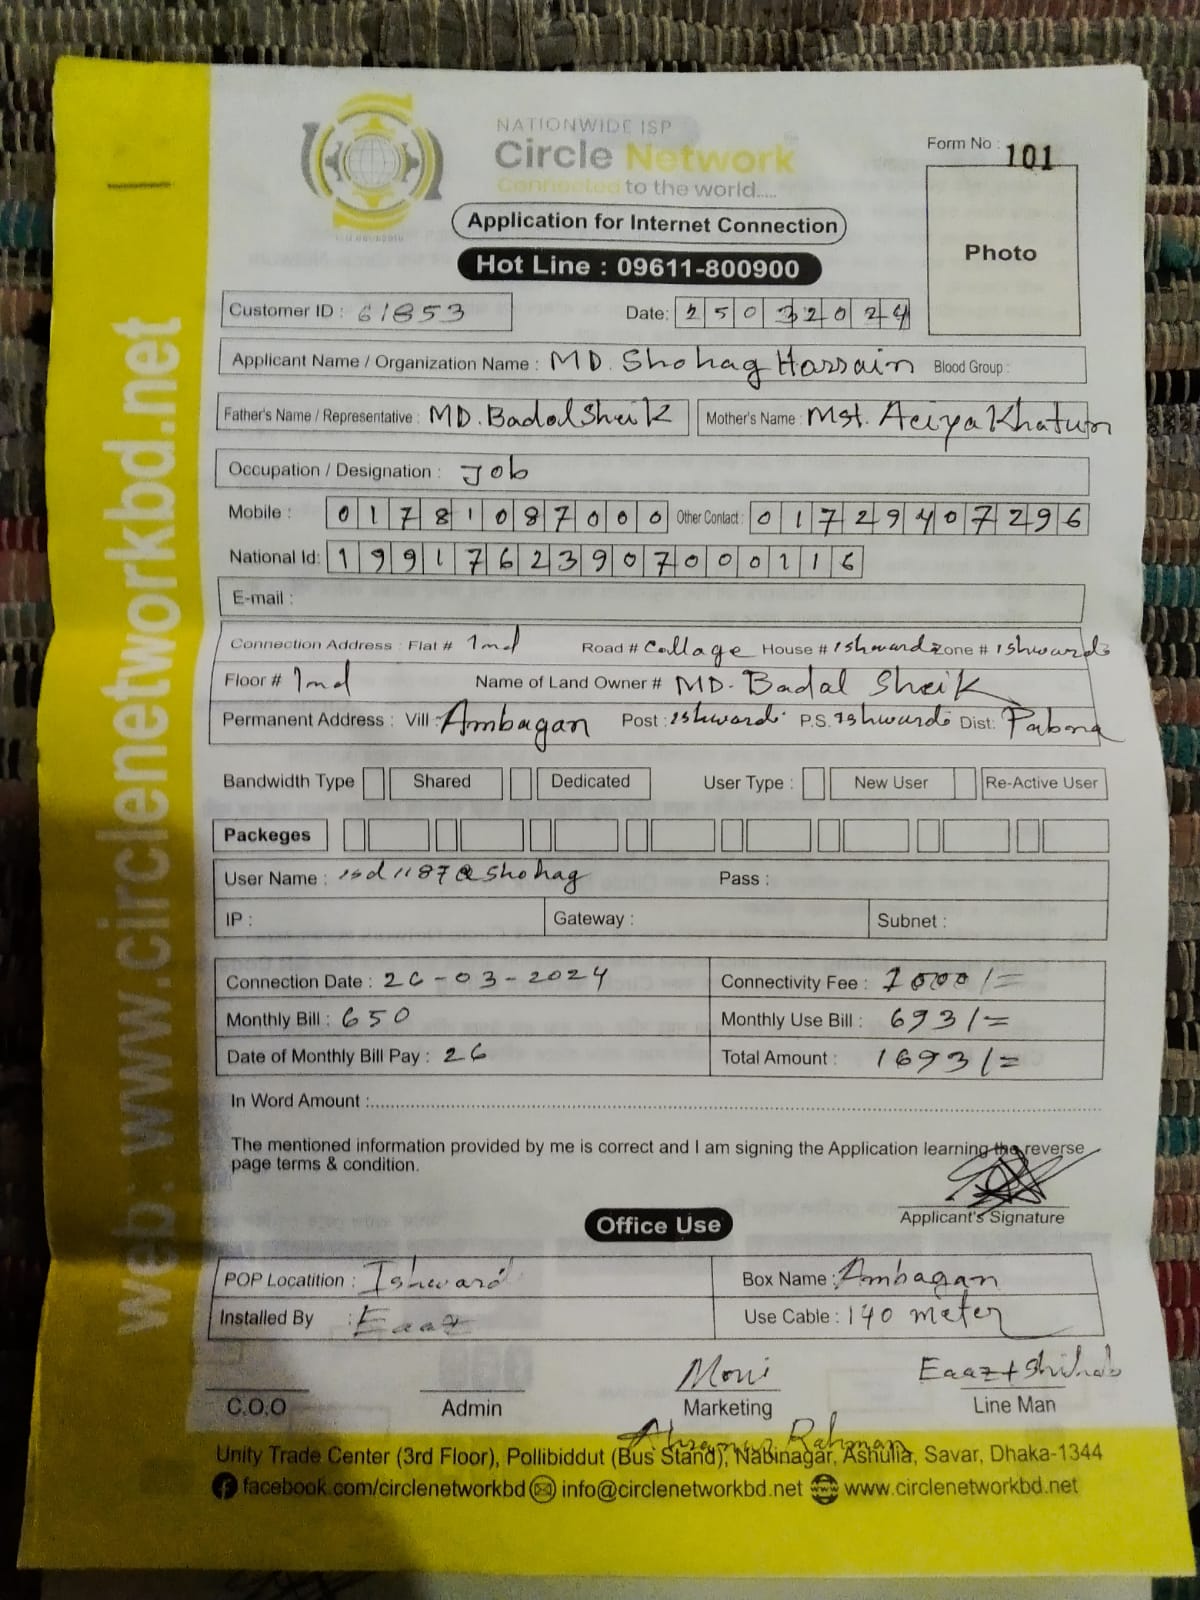 NATIONWIDE ISP
Circle Network
Connected to the world.....
Form No : 101
Application for Internet Connection
Hot Line : 09611-800900
Photo
Customer ID : 61853
Date: 25032024
Applicant Name / Organization Name : MD. Shohag Hossain Blood Group :
Father's Name / Representative : MD. Badal Sheik Mother's Name : Mst. Aciya Khatun
Occupation / Designation : Job
Mobile : 01781087000 Other Contact : 01729407296
National Id: 19917623907000116
E-mail :
Connection Address : Flat # 1nd Road # Collage House # Ishwardi Zone # Ishwardi
Floor # 1nd Name of Land Owner # MD. Badal Sheik
Permanent Address : Vill : Ambagan Post : Ishwardi P.S. Ishwardi Dist: Pabna
Bandwidth Type Shared Dedicated User Type : New User Re-Active User
Packeges
User Name : isd1187@shohag Pass :
IP : Gateway : Subnet :
Connection Date : 26-03-2024 Connectivity Fee : 1000/=
Monthly Bill : 650 Monthly Use Bill : 693/=
Date of Monthly Bill Pay : 26 Total Amount : 1693/=
In Word Amount :
The mentioned information provided by me is correct and I am signing the Application learning the reverse
page terms & condition.
Applicant's Signature
Office Use
POP Locatition : Ishwardi Box Name : Ambagan
Installed By : Eaaz Use Cable : 140 meter
Moni Eaaz + Shihab
C.O.O Admin Marketing Line Man
Rahman
Unity Trade Center (3rd Floor), Pollibiddut (Bus Stand), Nabinagar, Ashulia, Savar, Dhaka-1344
facebook.com/circlenetworkbd info@circlenetworkbd.net www.circlenetworkbd.net
web: www.circlenetworkbd.net